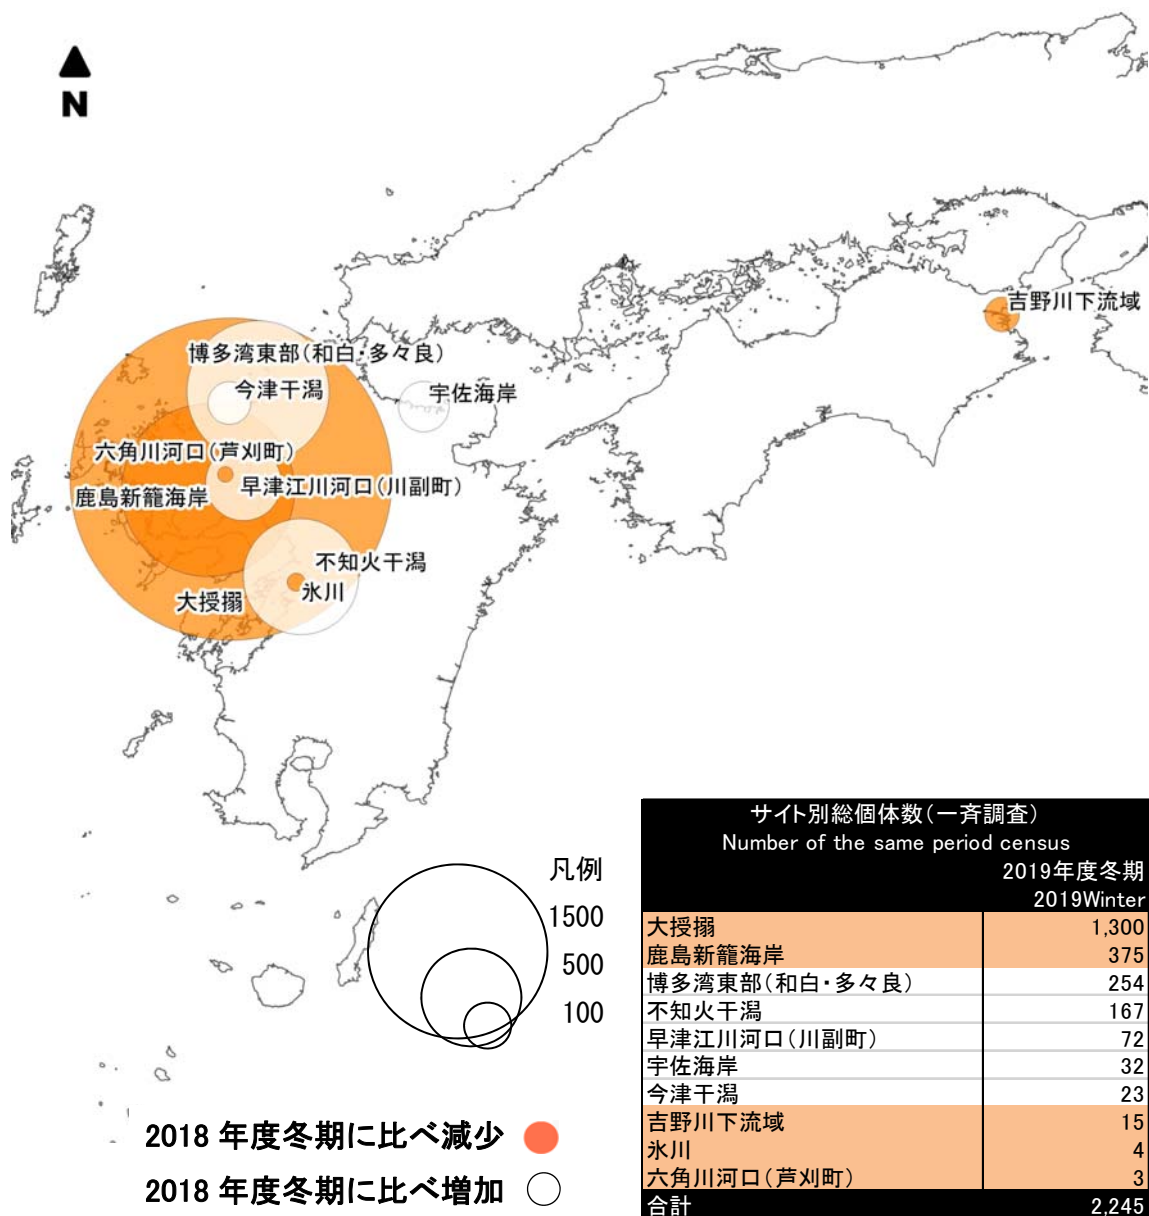 N
吉野川下流域
博多湾東部（和白・多々良）
今津干潟
宇佐海岸
六角川河口（芦刈町）
早津江川河口（川副町）
鹿島新籠海岸
不知火干潟
氷川
大授搦
凡例
1500
500
100
2018 年度冬期に比べ減少
2018 年度冬期に比べ増加
サイト別総個体数（一斉調査）
Number of the same period census
2019年度冬期
2019Winter
大授搦 1,300
鹿島新籠海岸 375
博多湾東部（和白・多々良） 254
不知火干潟 167
早津江川河口（川副町） 72
宇佐海岸 32
今津干潟 23
吉野川下流域 15
氷川 4
六角川河口（芦刈町） 3
合計 2,245